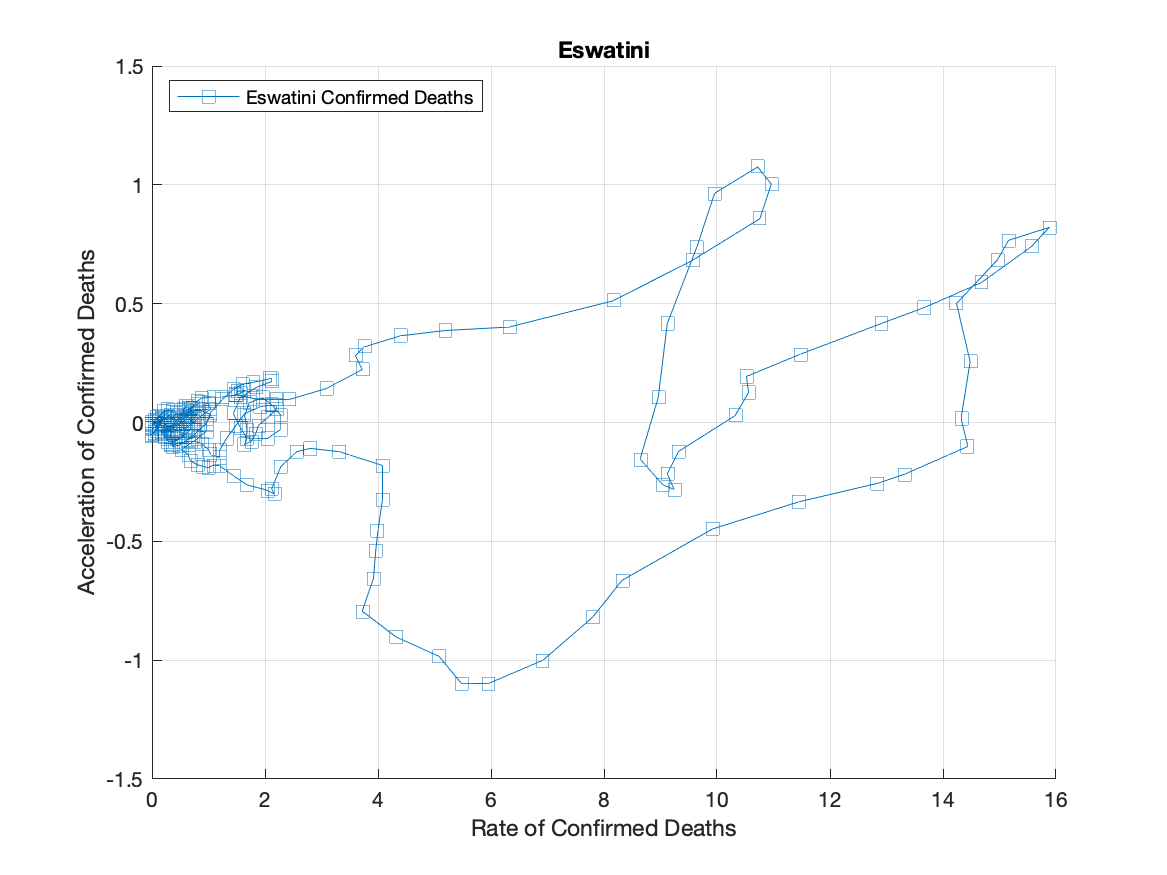 Eswatini
Eswatini Confirmed Deaths
1.5
1
0.5
0
-0.5
-1
-1.5
Acceleration of Confirmed Deaths
0 2 4 6 8 10 12 14 16
Rate of Confirmed Deaths